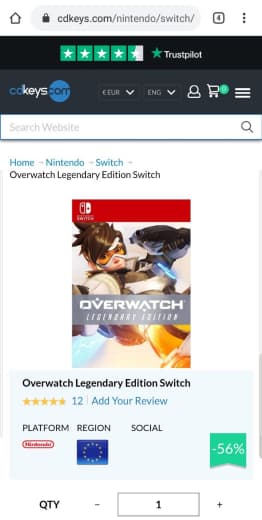 cdkeys.com/nintendo/switch/
4
Trustpilot
cdkeys.com
€ EUR
ENG
0
Search Website
Home → Nintendo → Switch →
Overwatch Legendary Edition Switch
NINTENDO
SWITCH
OVERWATCH
LEGENDARY EDITION
Overwatch Legendary Edition Switch
12 Add Your Review
PLATFORM REGION SOCIAL
Nintendo
-56%
QTY - 1 +